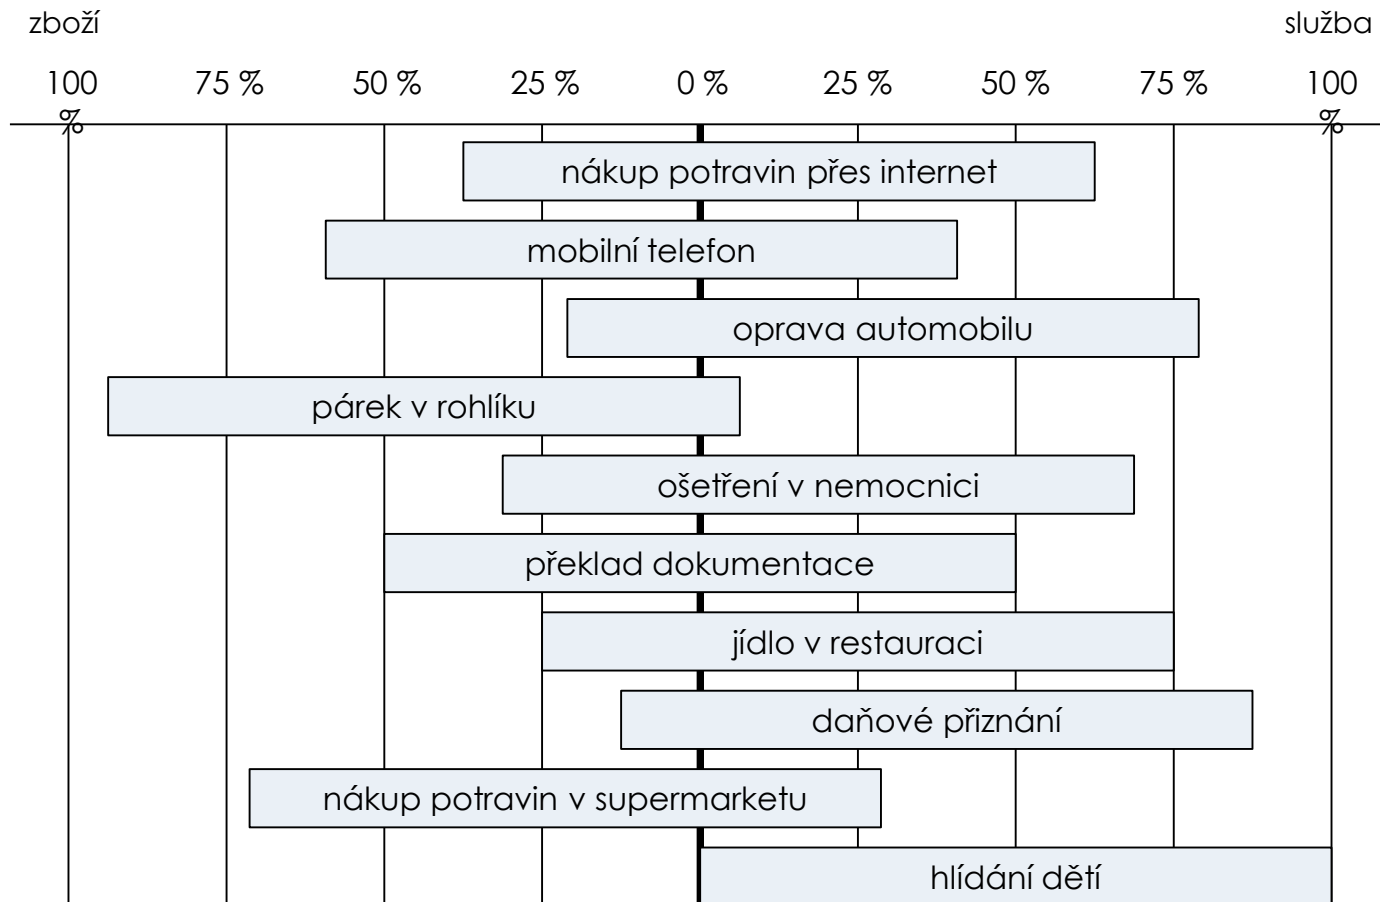 zboží služba
100 % 75 % 50 % 25 % 0 % 25 % 50 % 75 % 100 %
nákup potravin přes internet
mobilní telefon
oprava automobilu
párek v rohlíku
ošetření v nemocnici
překlad dokumentace
jídlo v restauraci
daňové přiznání
nákup potravin v supermarketu
hlídání dětí